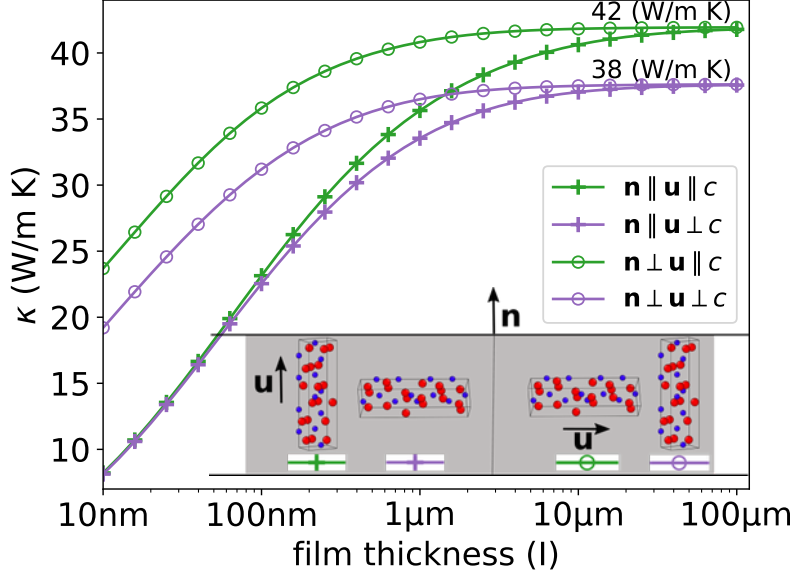 42 (W/m K)
38 (W/m K)
40
35
30
25
20
15
10
κ (W/m K)
n ∥ u ∥ c
n ∥ u ⊥ c
n ⊥ u ∥ c
n ⊥ u ⊥ c
n
u
u
10nm 100nm 1μm 10μm 100μm
film thickness (l)